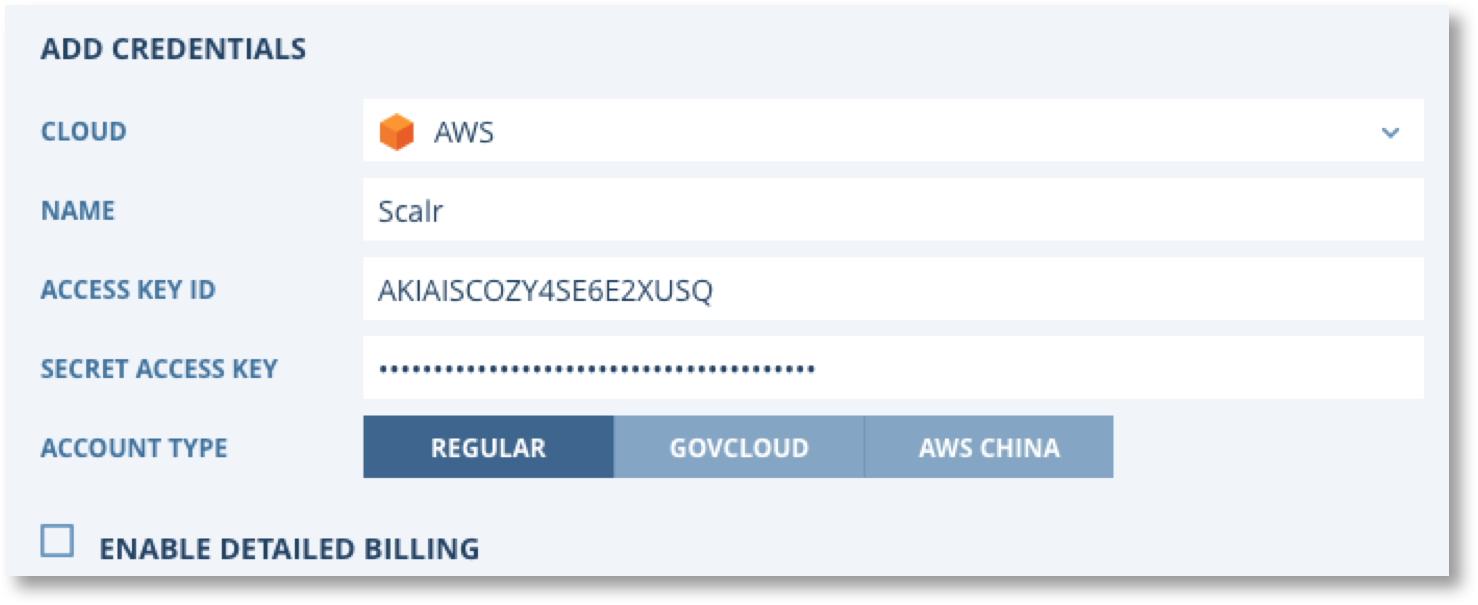 ADD CREDENTIALS
CLOUD AWS
NAME Scalr
ACCESS KEY ID AKIAISCOZY4SE6E2XUSQ
SECRET ACCESS KEY ••••••••••••••••••••••••••••••••••••••••
ACCOUNT TYPE REGULAR GOVCLOUD AWS CHINA
ENABLE DETAILED BILLING